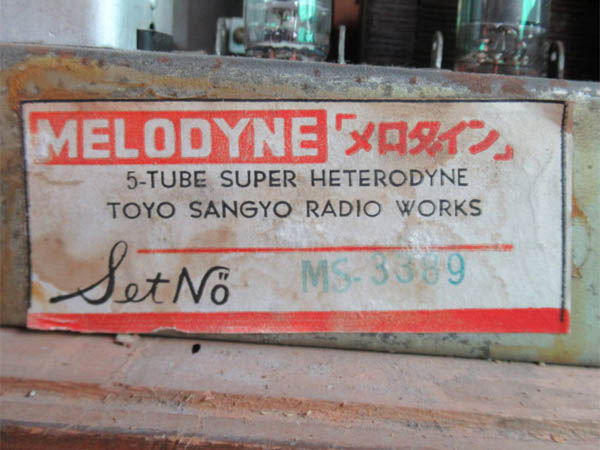 MELODYNE 「メロダイン」
5-TUBE SUPER HETERODYNE
TOYO SANGYO RADIO WORKS
Set No MS-3389